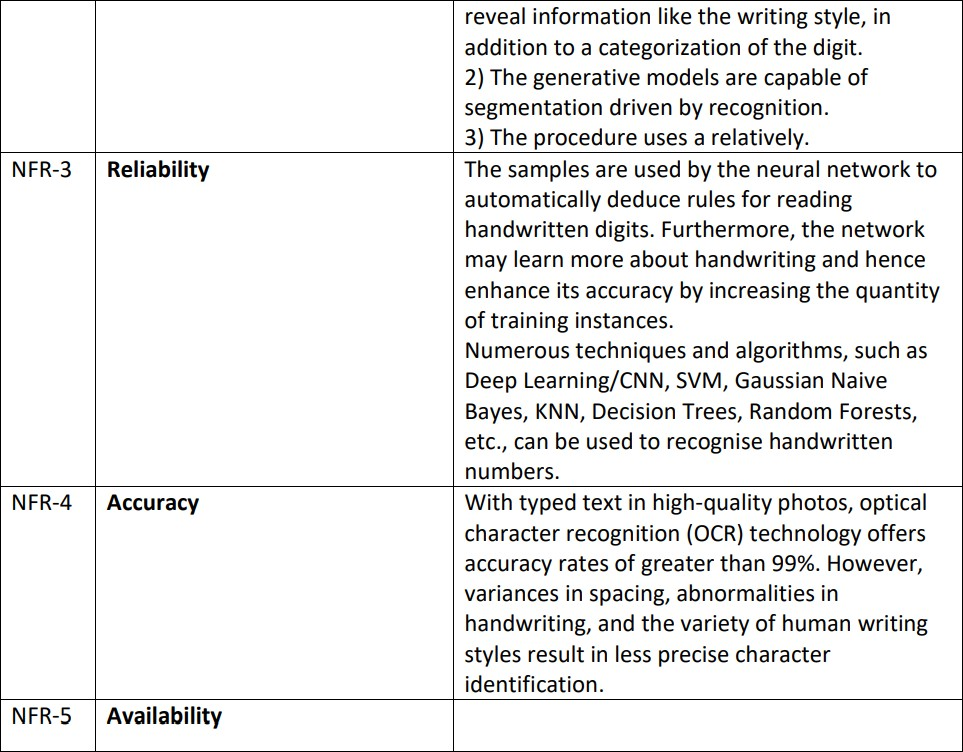 reveal information like the writing style, in
addition to a categorization of the digit.
2) The generative models are capable of
segmentation driven by recognition.
3) The procedure uses a relatively.
NFR-3 Reliability The samples are used by the neural network to
automatically deduce rules for reading
handwritten digits. Furthermore, the network
may learn more about handwriting and hence
enhance its accuracy by increasing the quantity
of training instances.
Numerous techniques and algorithms, such as
Deep Learning/CNN, SVM, Gaussian Naive
Bayes, KNN, Decision Trees, Random Forests,
etc., can be used to recognise handwritten
numbers.
NFR-4 Accuracy With typed text in high-quality photos, optical
character recognition (OCR) technology offers
accuracy rates of greater than 99%. However,
variances in spacing, abnormalities in
handwriting, and the variety of human writing
styles result in less precise character
identification.
NFR-5 Availability